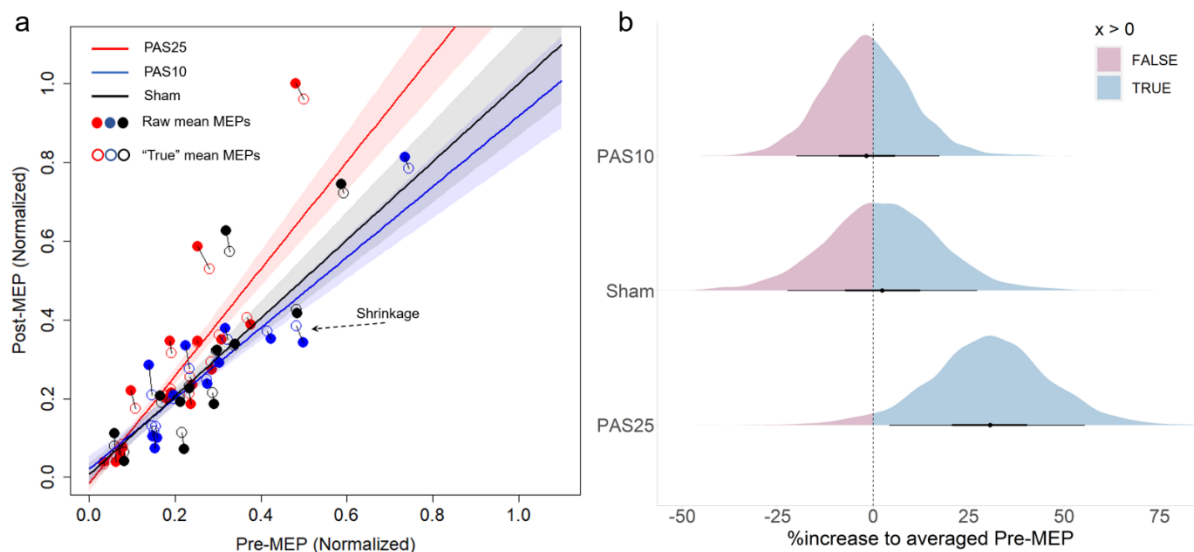 a
PAS25
PAS10
Sham
Raw mean MEPs
“True” mean MEPs
Shrinkage
Post-MEP (Normalized)
0.0
0.2
0.4
0.6
0.8
1.0
0.0 0.2 0.4 0.6 0.8 1.0
Pre-MEP (Normalized)
b
x > 0
FALSE
TRUE
PAS10
Sham
PAS25
-50 -25 0 25 50 75
%increase to averaged Pre-MEP